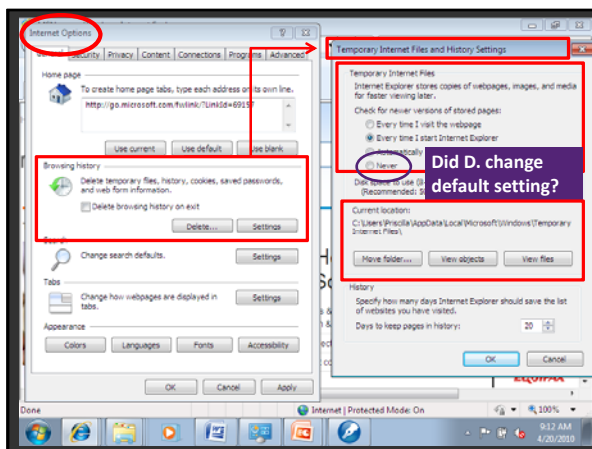 Internet Options
General Security Privacy Content Connections Programs Advanced
Home page
To create home page tabs, type each address on its own line.
http://go.microsoft.com/fwlink/?LinkId=69157
Use current Use default Use blank
Browsing history
Delete temporary files, history, cookies, saved passwords,
and web form information.
Delete browsing history on exit
Delete... Settings
Search
Change search defaults.
Settings
Tabs
Change how webpages are displayed in
tabs.
Settings
Appearance
Colors Languages Fonts Accessibility
OK Cancel Apply
Temporary Internet Files and History Settings
Temporary Internet Files
Internet Explorer stores copies of webpages, images, and media
for faster viewing later.
Check for newer versions of stored pages:
Every time I visit the webpage
Every time I start Internet Explorer
Automatically
Never
Did D. change
default setting?
Disk space to use (8-
(Recommended: 50
Current location:
C:\Users\Priscilla\AppData\Local\Microsoft\Windows\Temporary
Internet Files\
Move folder... View objects View files
History
Specify how many days Internet Explorer should save the list
of websites you have visited.
Days to keep pages in history: 20
OK Cancel
EQUIFAX
Done
Internet | Protected Mode: On
100%
9:12 AM
4/20/2010